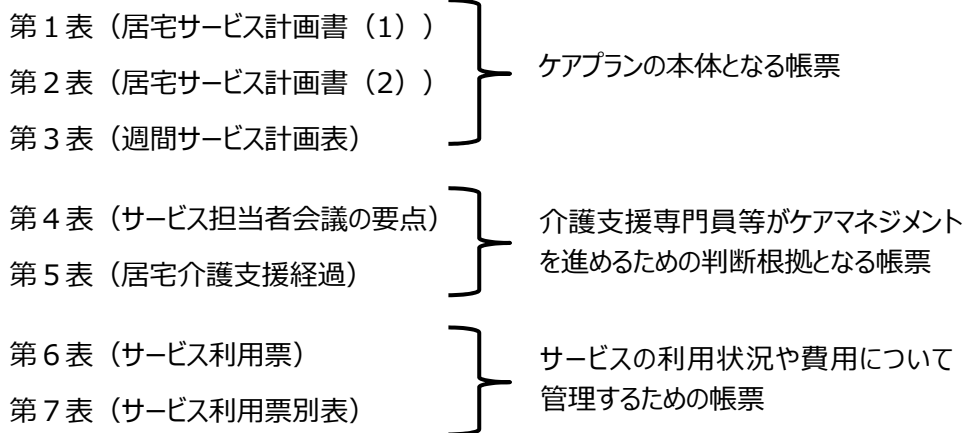 第１表（居宅サービス計画書（1））
第２表（居宅サービス計画書（2））
第３表（週間サービス計画表）
ケアプランの本体となる帳票
第４表（サービス担当者会議の要点）
第５表（居宅介護支援経過）
介護支援専門員等がケアマネジメント
を進めるための判断根拠となる帳票
第６表（サービス利用票）
第７表（サービス利用票別表）
サービスの利用状況や費用について
管理するための帳票